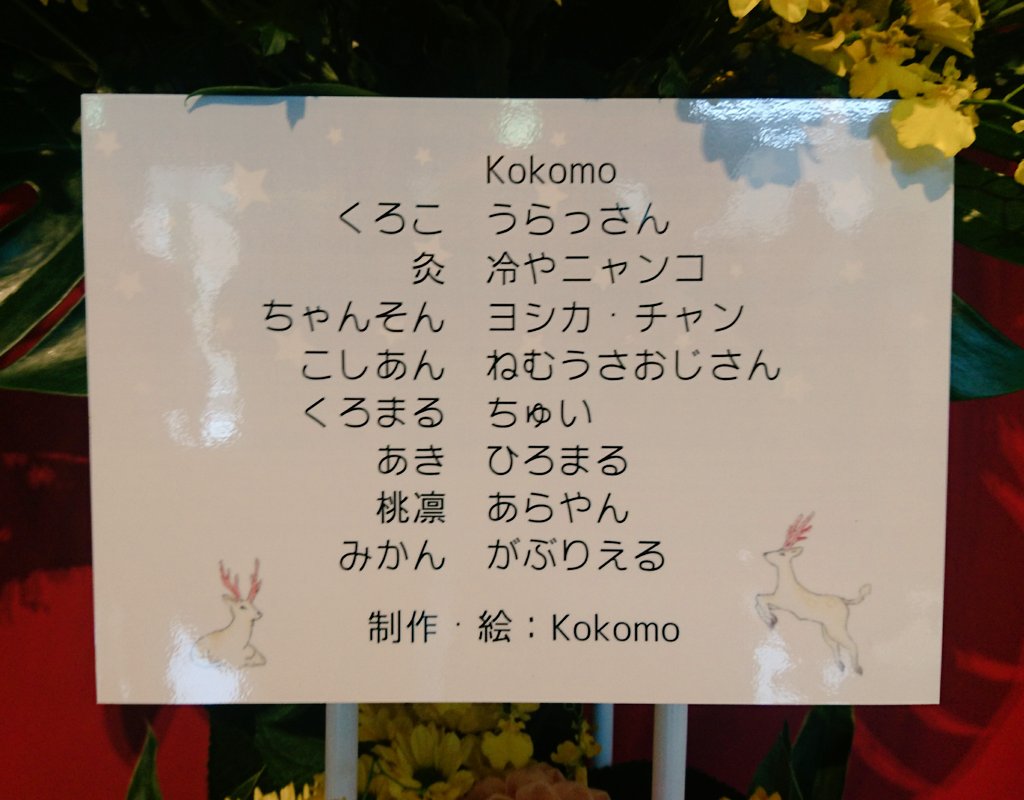 Kokomo
くろこ うらっさん
灸 冷やニャンコ
ちゃんそん ヨシカ・チャン
こしあん ねむうさおじさん
くろまる ちゅい
あき ひろまる
桃凛 あらやん
みかん がぶりえる
制作・絵：Kokomo